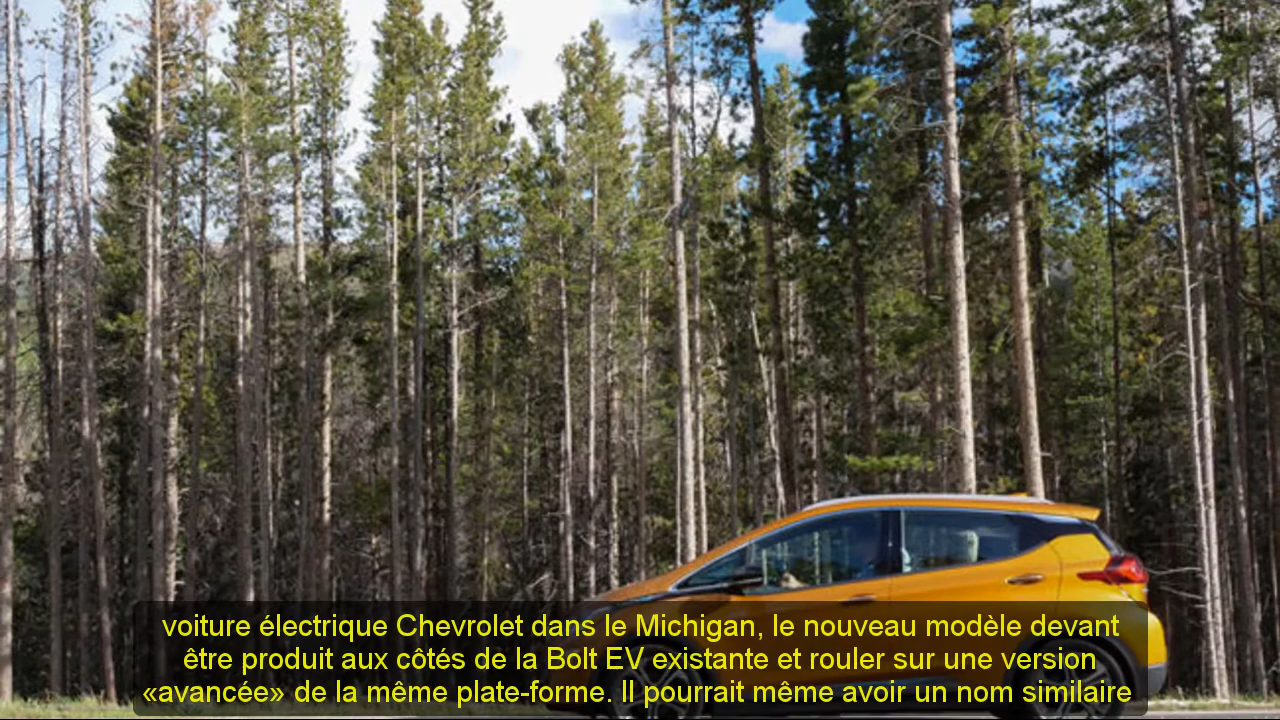 voiture électrique Chevrolet dans le Michigan, le nouveau modèle devant
être produit aux côtés de la Bolt EV existante et rouler sur une version
«avancée» de la même plate-forme. Il pourrait même avoir un nom similaire